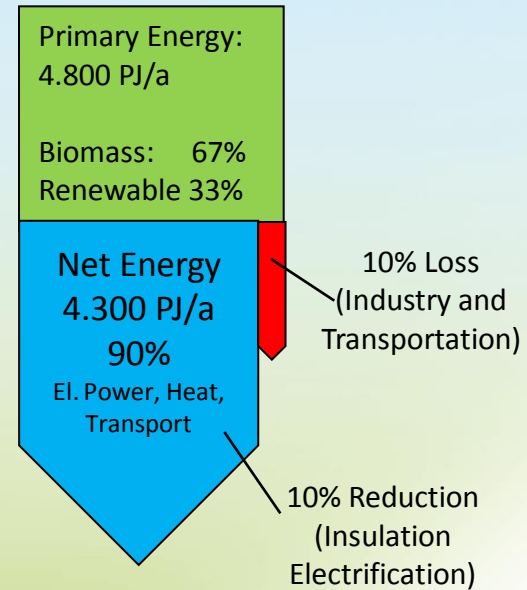 Primary Energy:
4.800 PJ/a
Biomass: 67%
Renewable 33%
Net Energy
4.300 PJ/a
90%
El. Power, Heat,
Transport
10% Loss
(Industry and
Transportation)
10% Reduction
(Insulation
Electrification)